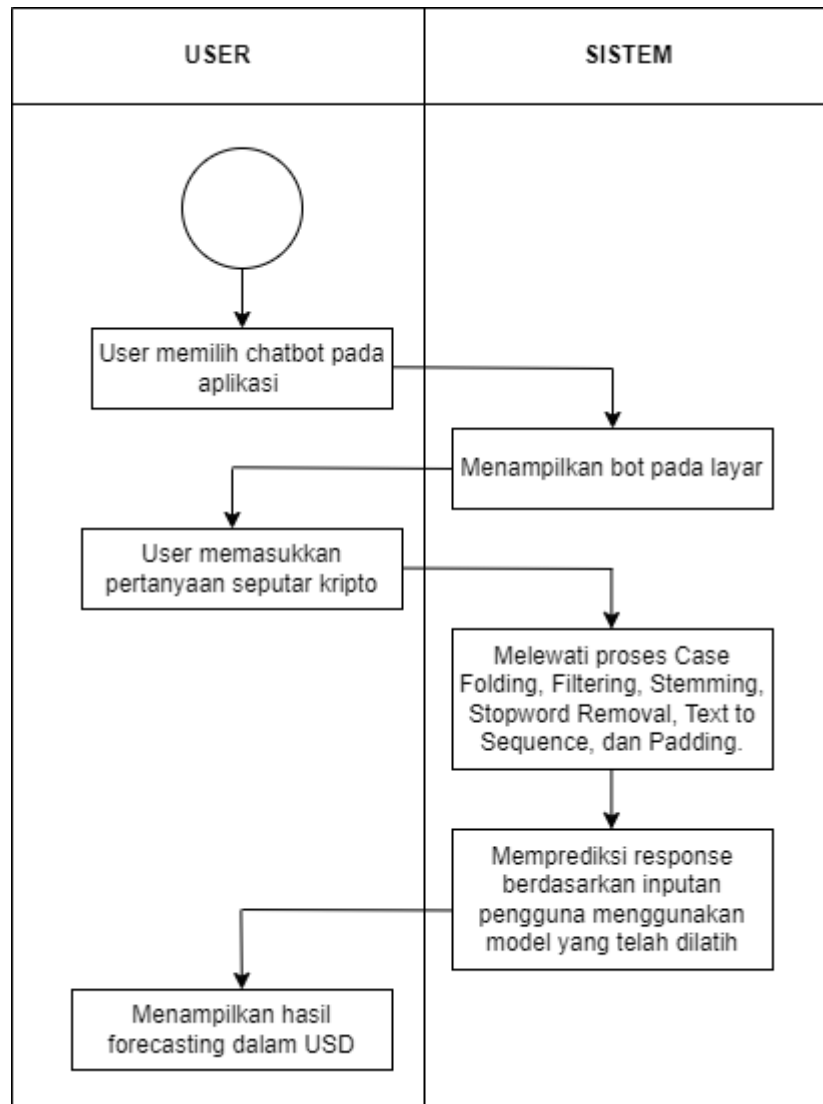 USER
SISTEM
User memilih chatbot pada
aplikasi
Menampilkan bot pada layar
User memasukkan
pertanyaan seputar kripto
Melewati proses Case
Folding, Filtering, Stemming,
Stopword Removal, Text to
Sequence, dan Padding.
Memprediksi response
berdasarkan inputan
pengguna menggunakan
model yang telah dilatih
Menampilkan hasil
forecasting dalam USD